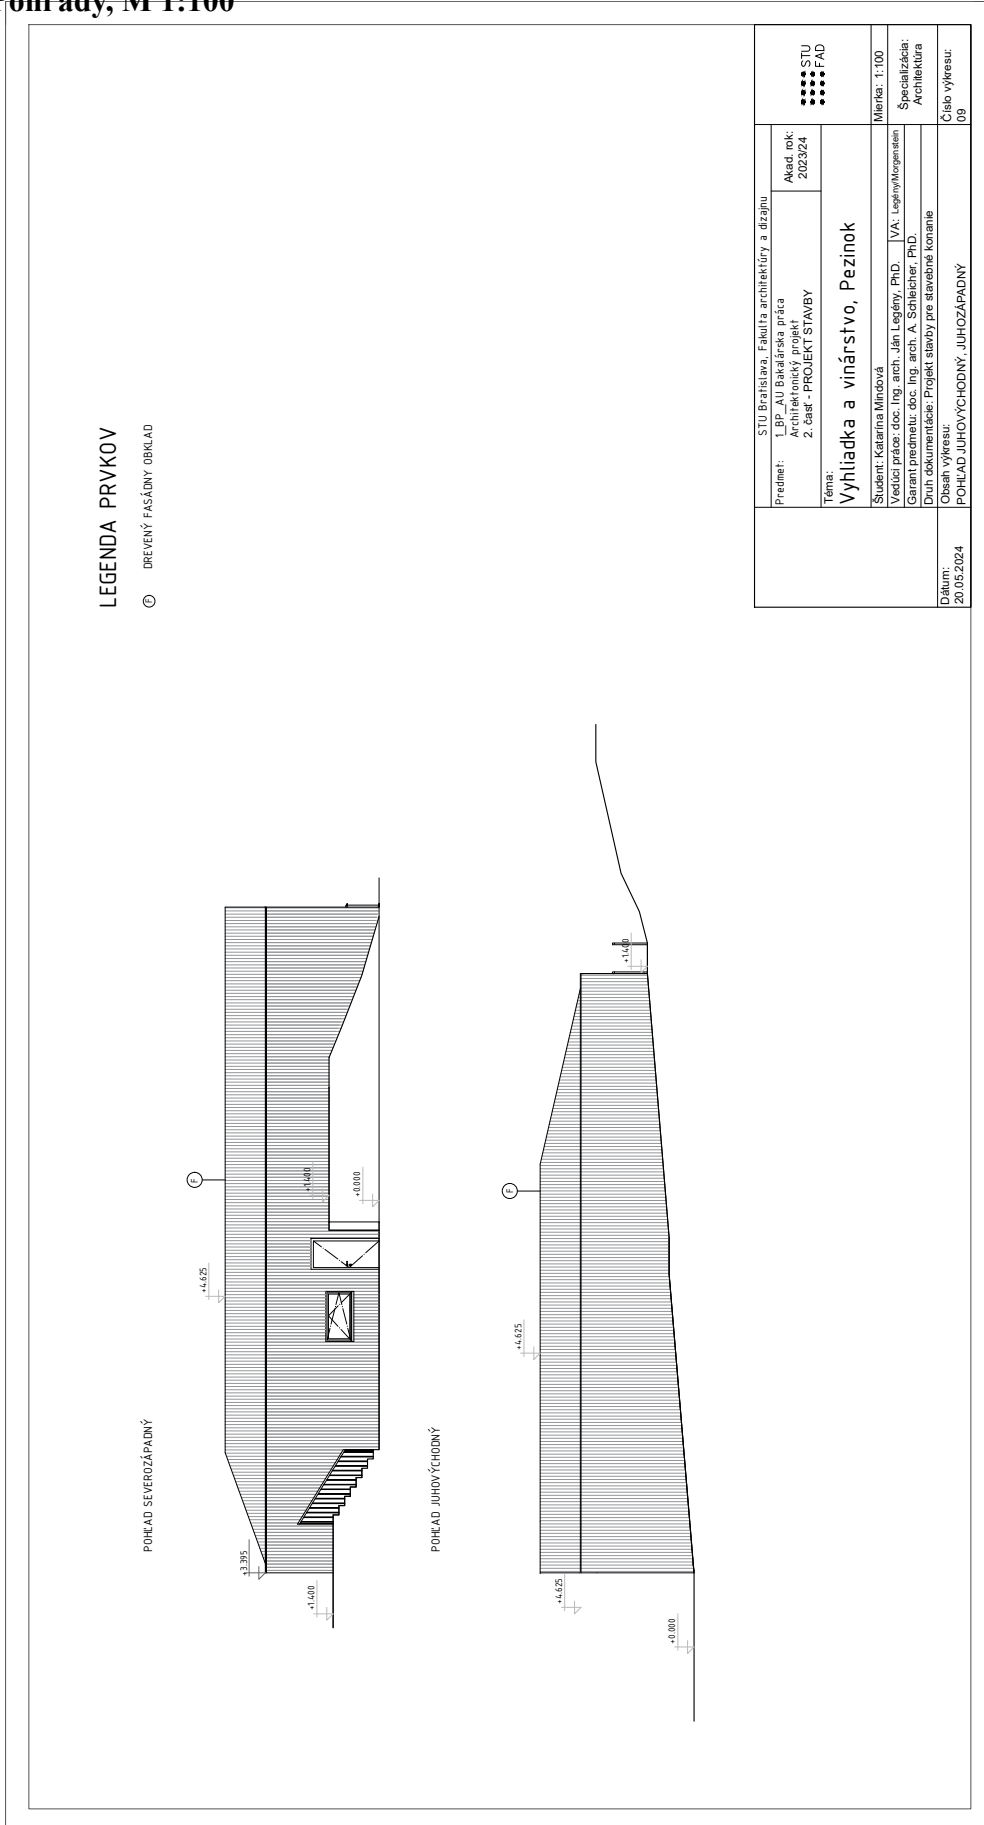 Pohľady, M 1:100
LEGENDA PRVKOV
F DREVENÝ FASÁDNY OBKLAD
POHĽAD SEVEROZÁPADNÝ
+3.395
+1.400
+4.625
F
+1.400
+0.000
POHĽAD JUHOVÝCHODNÝ
+4.625
+0.000
+4.625
F
+1.400
STU Bratislava, Fakulta architektúry a dizajnu
Predmet: 1_BP_AU Bakalárska práca
Architektonický projekt
2. časť - PROJEKT STAVBY
Akad. rok:
2023/24
STU
FAD
Téma:
Vyhliadka a vinárstvo, Pezinok
Študent: Katarína Mindová
Mierka: 1:100
Vedúci práce: doc. Ing. arch. Ján Legény, PhD.
VA: Legény/Morgenstein
Špecializácia:
Architektúra
Garant predmetu: doc. Ing. arch. A. Schleicher, PhD.
Druh dokumentácie: Projekt stavby pre stavebné konanie
Dátum:
20.05.2024
Obsah výkresu:
POHĽAD JUHOVÝCHODNÝ, JUHOZÁPADNÝ
Číslo výkresu:
09